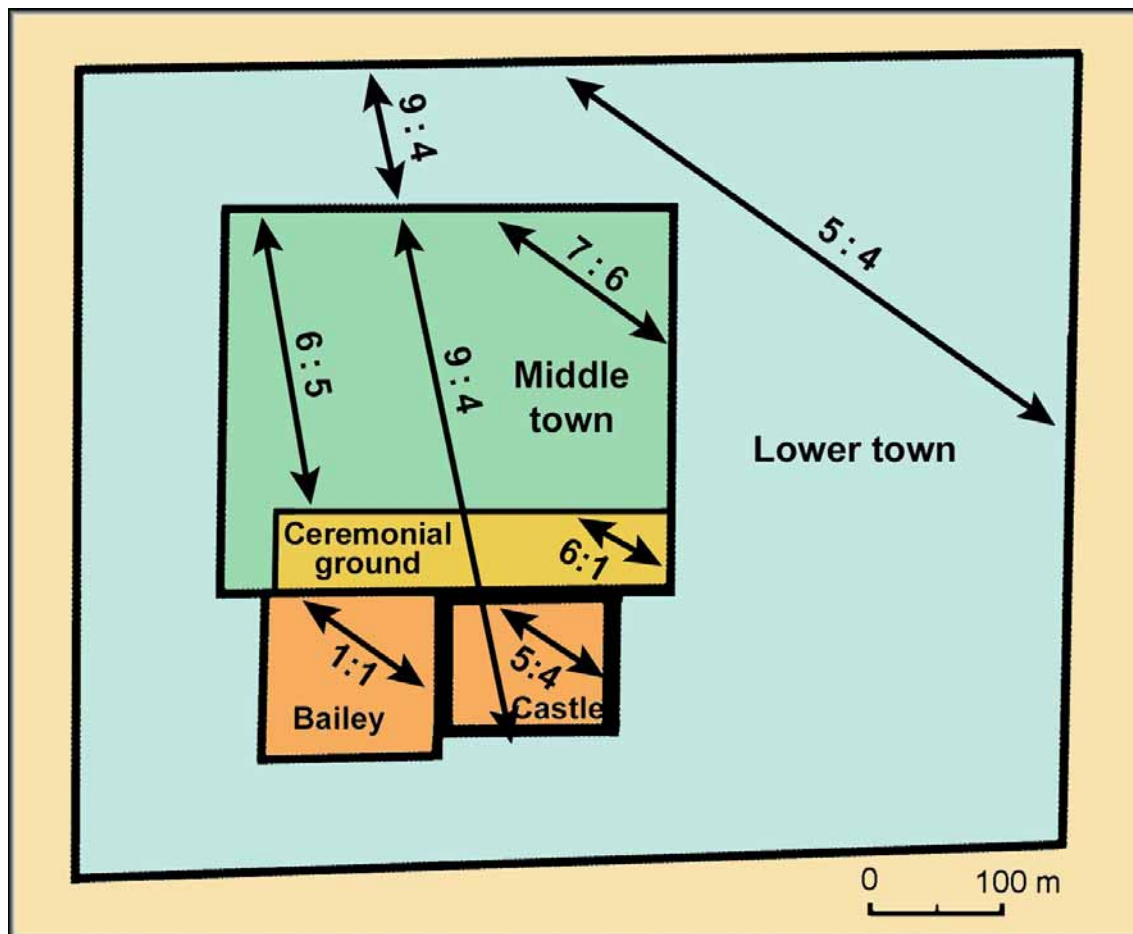 9 : 4
5 : 4
7 : 6
6 : 5
9 : 4
Middle
town
Lower town
Ceremonial
ground
6:1
1:1
5:4
Bailey
Castle
0 100 m